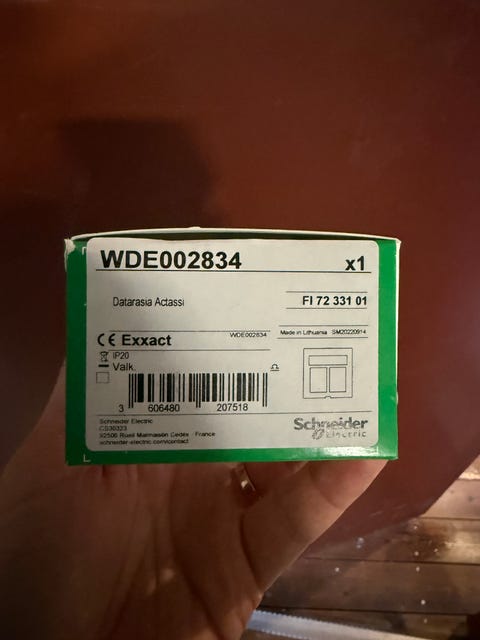 WDE002834 x1
Datarasia Actassi
FI 72 331 01
WDE002834 Made in Lithuania SM20220914
CE Exxact
IP20
Valk.
3 606480 207518
Schneider Electric
CS30323
92506 Rueil Malmaison Cedex - France
schneider-electric.com/contact
Schneider
Electric